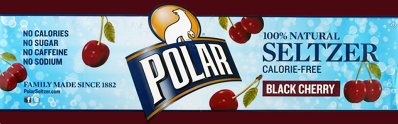 NO CALORIES
NO SUGAR
NO CAFFEINE
NO SODIUM
FAMILY MADE SINCE 1882
PolarSeltzer.com
POLAR
100% NATURAL
SELTZER
CALORIE-FREE
BLACK CHERRY